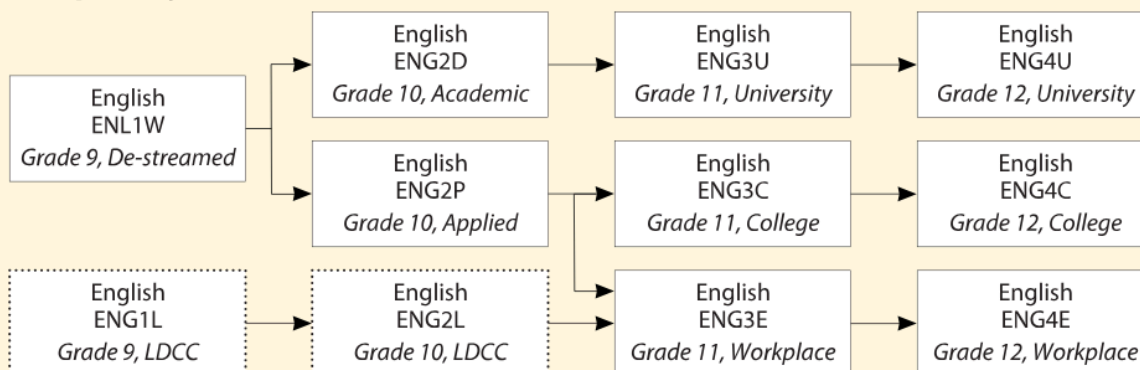 English
ENG2D
Grade 10, Academic
English
ENG3U
Grade 11, University
English
ENG4U
Grade 12, University
English
ENL1W
Grade 9, De-streamed
English
ENG2P
Grade 10, Applied
English
ENG3C
Grade 11, College
English
ENG4C
Grade 12, College
English
ENG1L
Grade 9, LDCC
English
ENG2L
Grade 10, LDCC
English
ENG3E
Grade 11, Workplace
English
ENG4E
Grade 12, Workplace